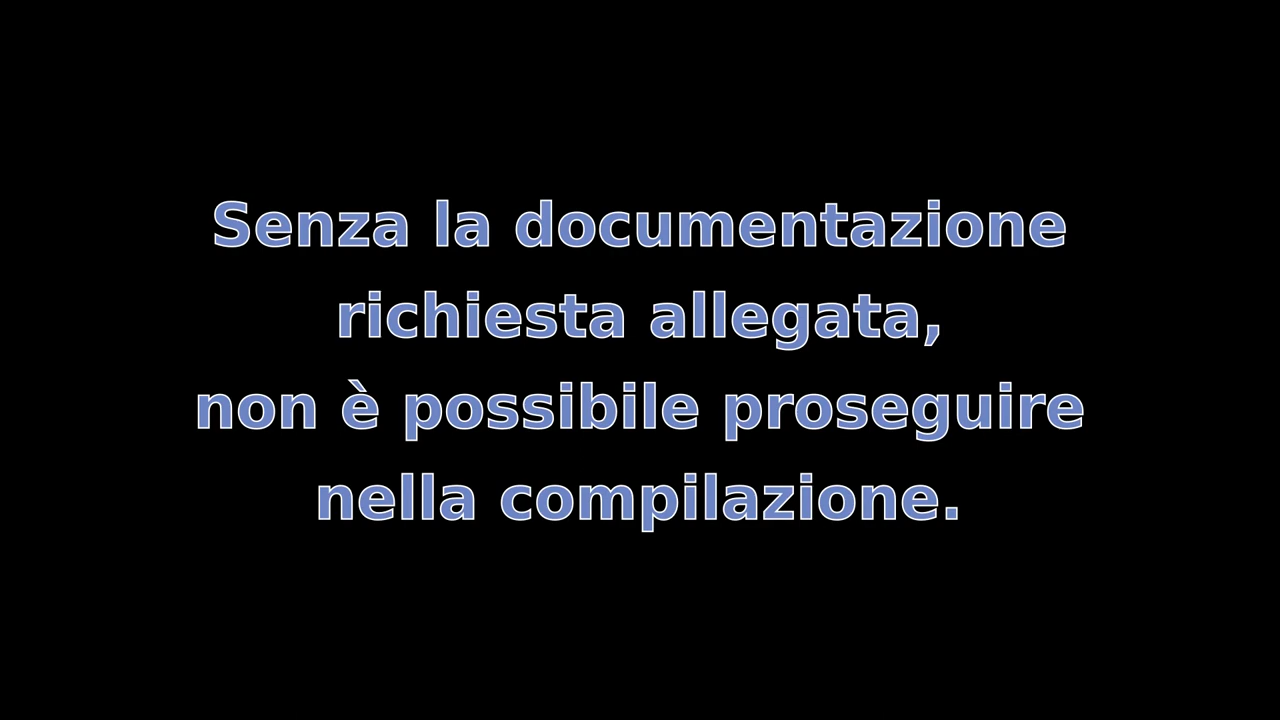 Senza la documentazione
richiesta allegata,
non è possibile proseguire
nella compilazione.